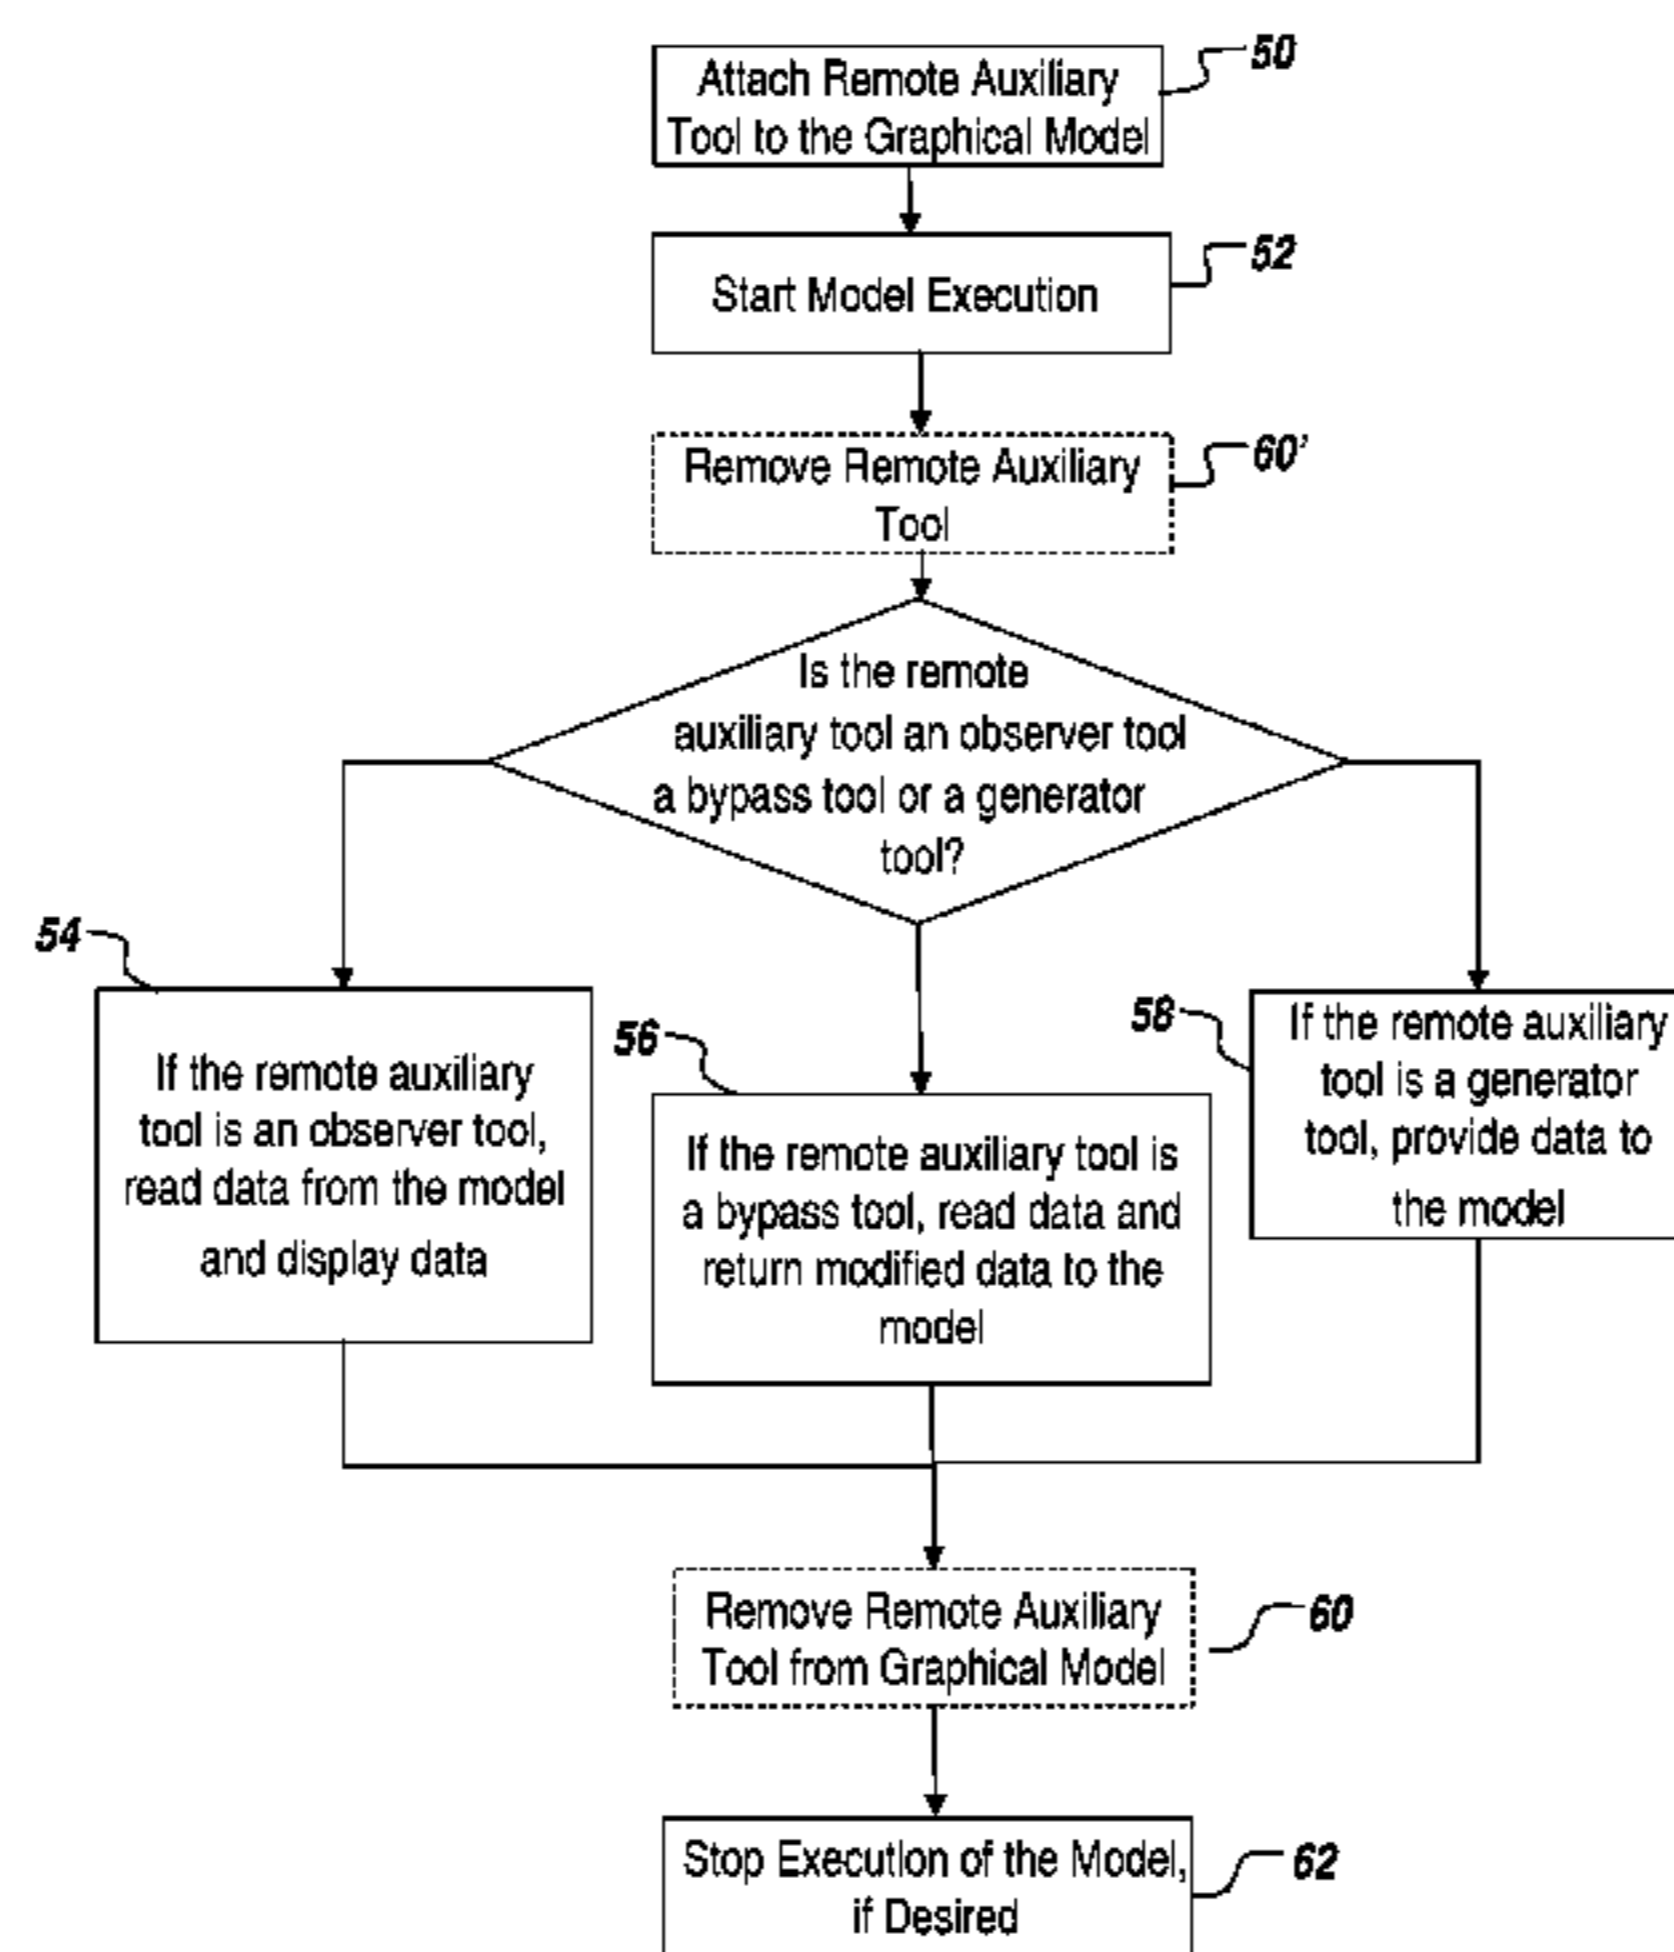 Attach Remote Auxiliary
Tool to the Graphical Model
50
Start Model Execution
52
Remove Remote Auxiliary
Tool
60'
Is the remote
auxiliary tool an observer tool
a bypass tool or a generator
tool?
54
If the remote auxiliary
tool is an observer tool,
read data from the model
and display data
56
If the remote auxiliary tool is
a bypass tool, read data and
return modified data to the
model
58
If the remote auxiliary
tool is a generator
tool, provide data to
the model
Remove Remote Auxiliary
Tool from Graphical Model
60
Stop Execution of the Model,
if Desired
62